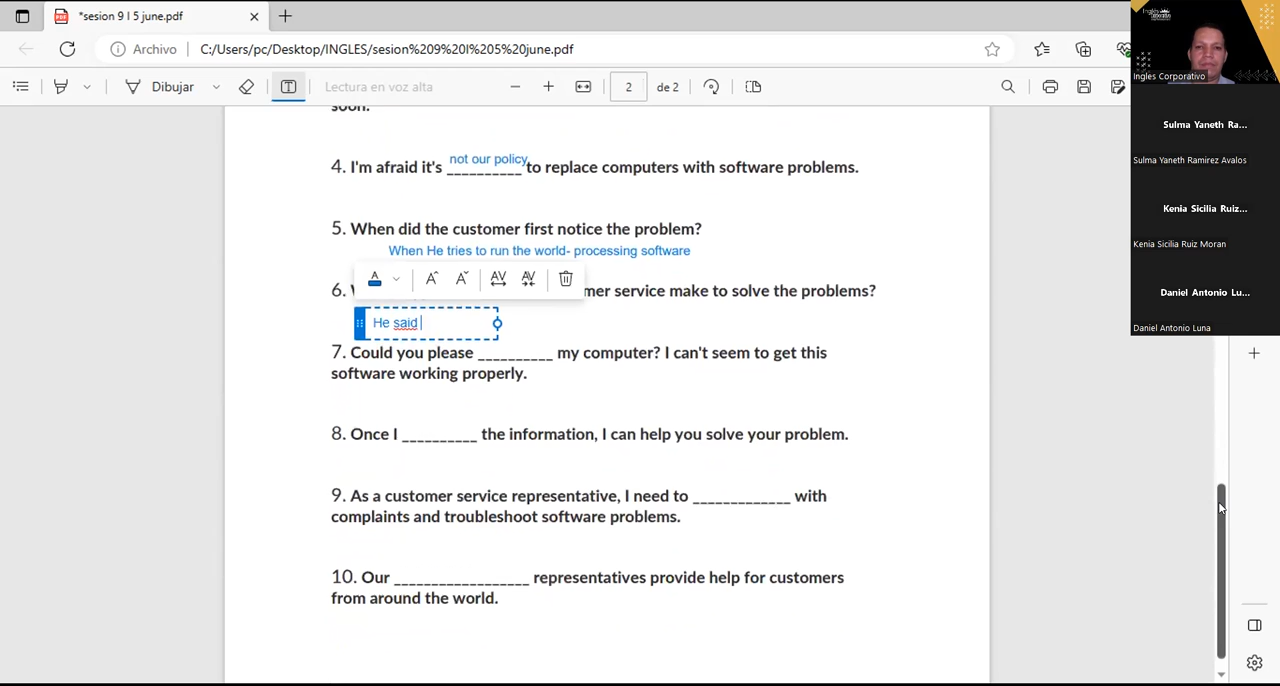 *sesion 9 l 5 june.pdf
Archivo
C:/Users/pc/Desktop/INGLES/sesion%209%20I%205%20june.pdf
Dibujar
Lectura en voz alta
2
de 2
soon.
4. I'm afraid it's __________ to replace computers with software problems.
not our policy
5. When did the customer first notice the problem?
When He tries to run the world- processing software
6.
mer service make to solve the problems?
He said
7. Could you please __________ my computer? I can't seem to get this
software working properly.
8. Once I __________ the information, I can help you solve your problem.
9. As a customer service representative, I need to _____________ with
complaints and troubleshoot software problems.
10. Our __________________ representatives provide help for customers
from around the world.
Inglés Corporativo
Ingles Corporativo
Sulma Yaneth Ra...
Sulma Yaneth Ramirez Avalos
Kenia Sicilia Ruiz...
Kenia Sicilia Ruiz Moran
Daniel Antonio Lu...
Daniel Antonio Luna